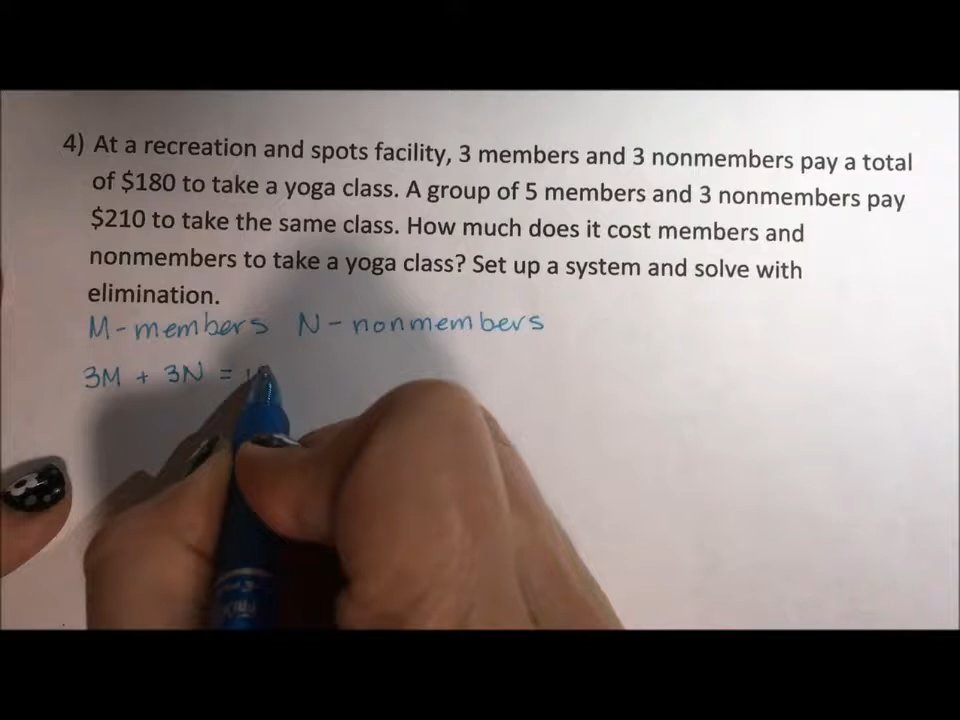 4) At a recreation and spots facility, 3 members and 3 nonmembers pay a total
of $180 to take a yoga class. A group of 5 members and 3 nonmembers pay
$210 to take the same class. How much does it cost members and
nonmembers to take a yoga class? Set up a system and solve with
elimination.
M - members N - nonmembers
3M + 3N =